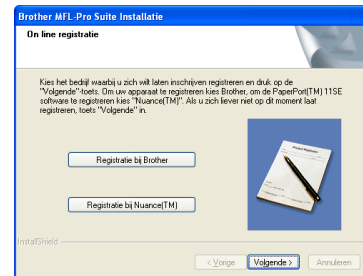 Brother MFL-Pro Suite Installatie
On line registratie
Kies het bedrijf waarbij u zich wilt laten inschrijven registreren en druk op de
"Volgende"-toets. Om uw apparaat te registreren kies Brother, om de PaperPort(TM) 11SE
software te registreren kies "Nuance(TM)". Als u zich liever niet op dit moment laat
registreren, toets "Volgende" in.
Registratie bij Brother
Registratie bij Nuance(TM)
InstallShield
< Vorige Volgende > Annuleren